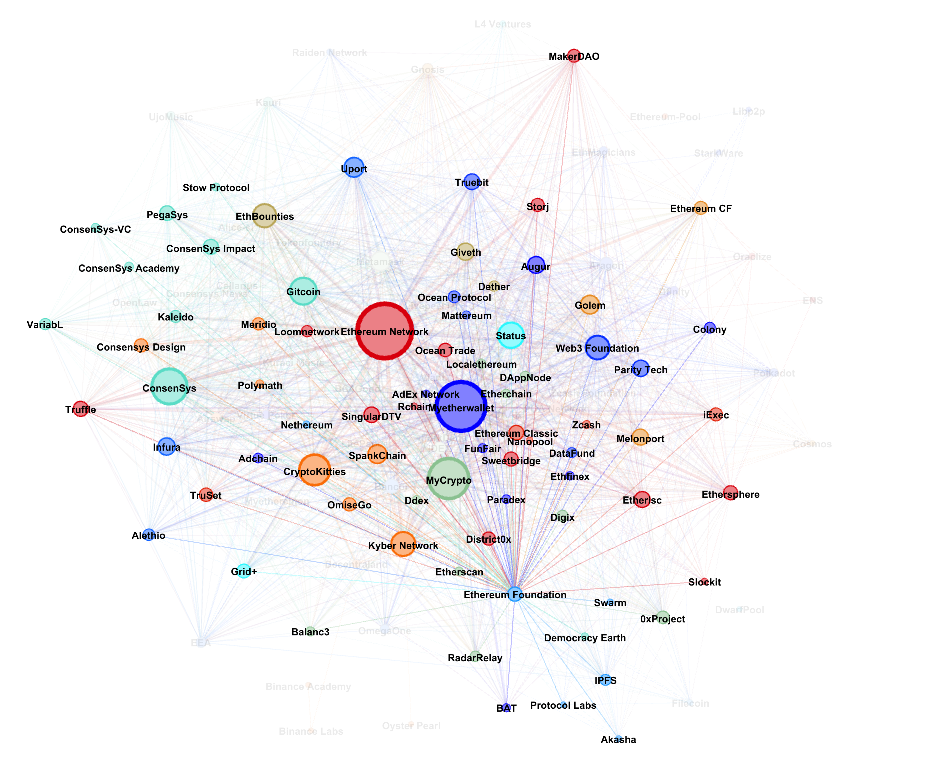 L4 Ventures
Raiden Network
MakerDAO
Gnosis
Kauri
UjoMusic
Ethereum-Pool
Libp2p
EthMagicians
StarkWare
Uport
Truebit
Stow Protocol
Storj
Ethereum CF
PegaSys
EthBounties
ConsenSys-VC
ConsenSys Impact
Giveth
Gnilitz
ConsenSys Academy
Augur
Aragon
Dether
Gitcoin
Ocean Protocol
ENS
Golem
OpenLaw
Mattereum
Kaleido
VariabL
Meridio
Loomnetwork
Ethereum Network
Status
Colony
Consensys Design
Ocean Trade
Web3 Foundation
Localethereum
Parity Tech
Polkadot
DAppNode
ConsenSys
Polymath
AdEx Network
Etherchain
Truffle
Rchain
Myetherwallet
SingularDTV
iExec
Nethereum
Zcash
Ethereum Classic
Melonport
Nanopool
Cosmos
Infura
FunFair
DataFund
SpankChain
Adchain
Sweetbridge
CryptoKitties
Ethfinex
MyCrypto
TruSet
Ddex
Paradex
Ethersphere
OmiseGo
Digix
Alethio
District0x
Kyber Network
Decentraland
Grid+
Etherscan
Slockit
Ethereum Foundation
Swarm
DwarfPool
0xProject
Balanc3
OmegaOne
Democracy Earth
EEA
RadarRelay
IPFS
Binance Academy
Protocol Labs
Filecoin
BAT
Oyster Pearl
Binance Labs
Akasha